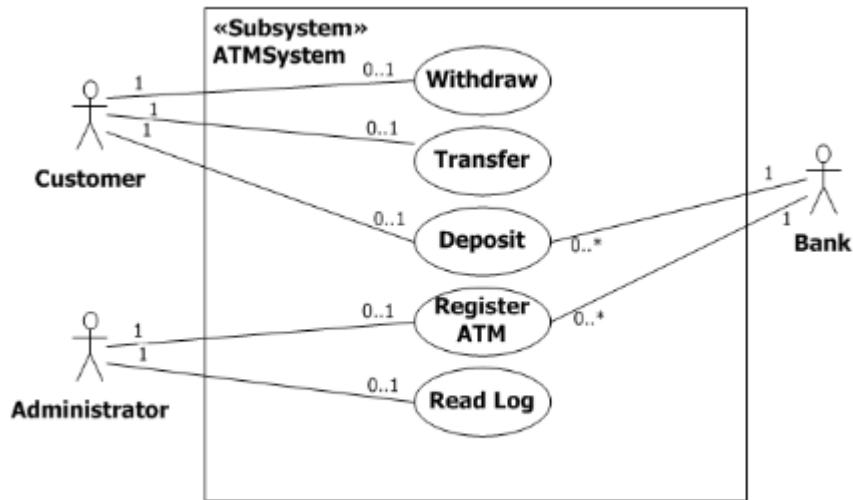 «Subsystem»
ATMSystem
1
0..1
Withdraw
1
0..1
Transfer
1
0..1
Deposit
Customer
1
0..*
1
0..*
Bank
1
0..1
Register
ATM
1
0..1
Read Log
Administrator